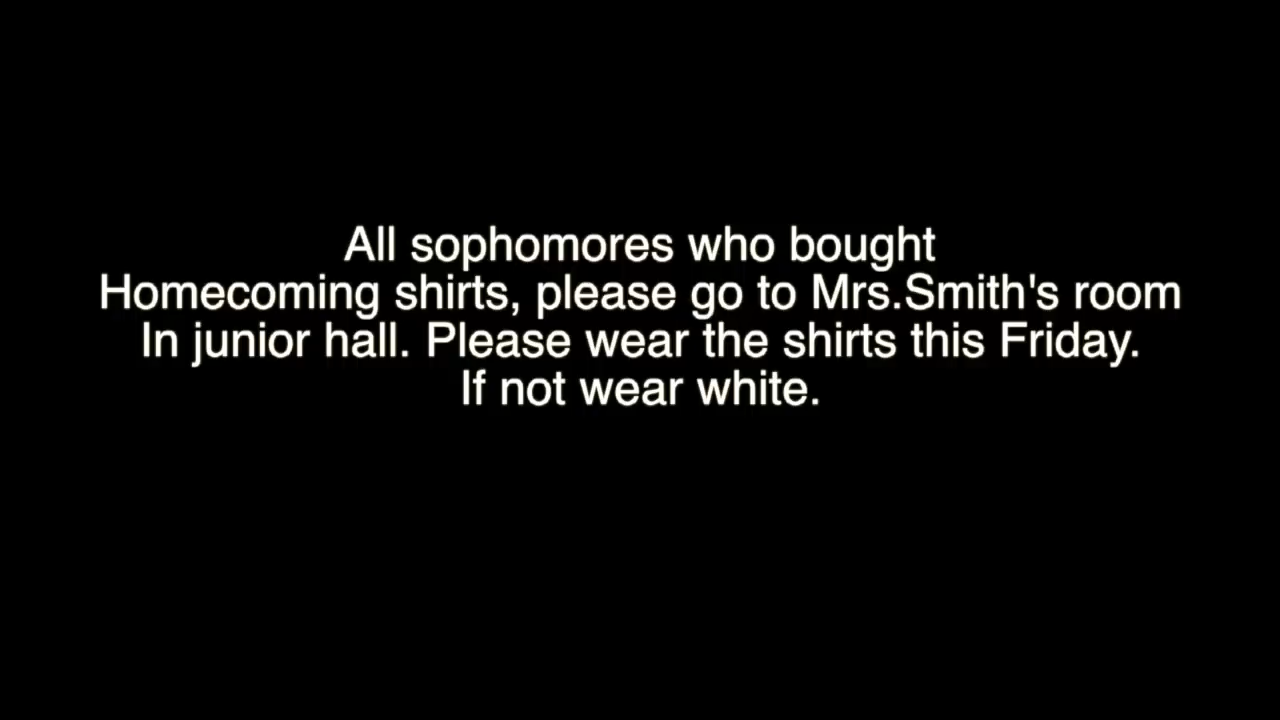 All sophomores who bought
Homecoming shirts, please go to Mrs.Smith's room
In junior hall. Please wear the shirts this Friday.
If not wear white.